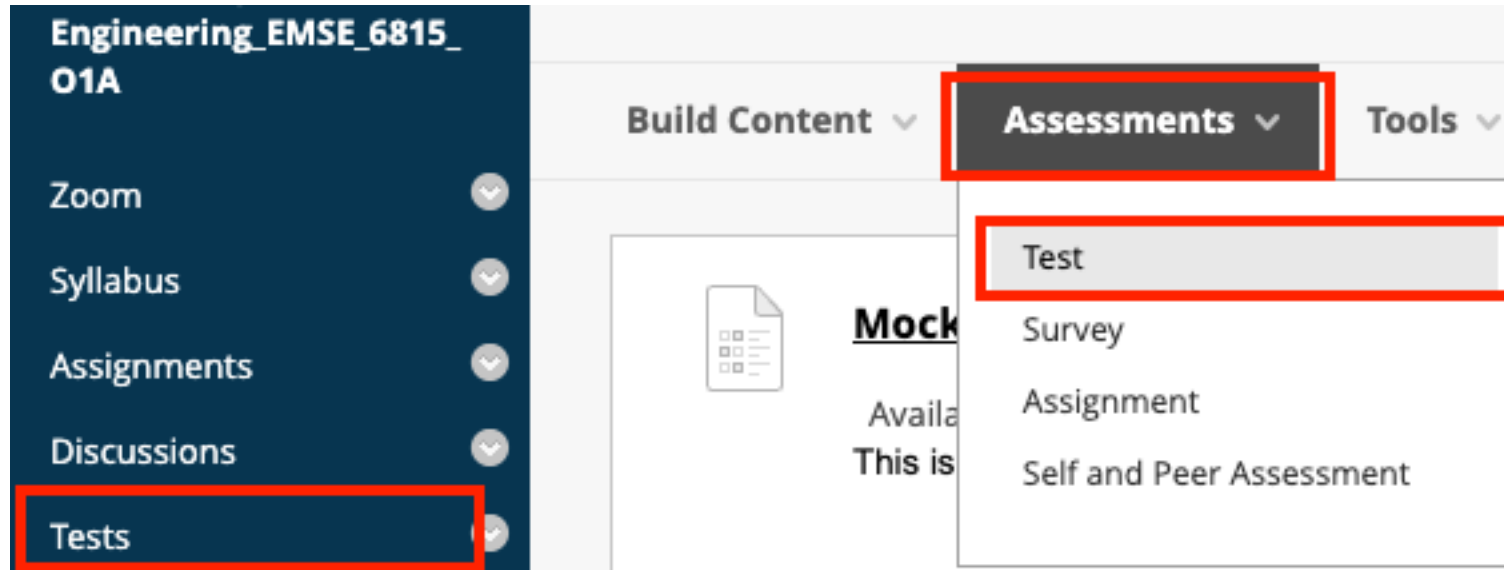 Engineering_EMSE_6815_
O1A
Zoom
Syllabus
Assignments
Discussions
Tests
Build Content
Assessments
Tools
Test
Survey
Assignment
Self and Peer Assessment
Mock
Availa
This is